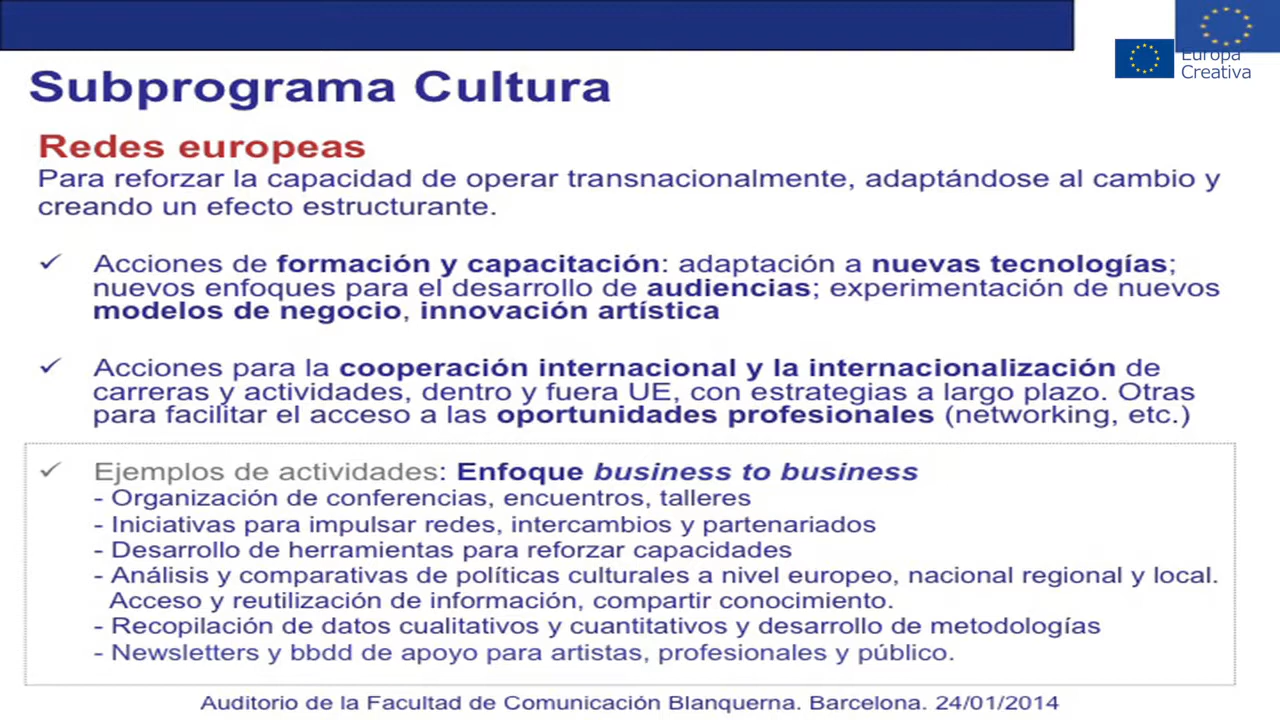 Europa
Creativa
Subprograma Cultura
Redes europeas
Para reforzar la capacidad de operar transnacionalmente, adaptándose al cambio y
creando un efecto estructurante.
✓ Acciones de formación y capacitación: adaptación a nuevas tecnologías;
nuevos enfoques para el desarrollo de audiencias; experimentación de nuevos
modelos de negocio, innovación artística
✓ Acciones para la cooperación internacional y la internacionalización de
carreras y actividades, dentro y fuera UE, con estrategias a largo plazo. Otras
para facilitar el acceso a las oportunidades profesionales (networking, etc.)
✓ Ejemplos de actividades: Enfoque business to business
- Organización de conferencias, encuentros, talleres
- Iniciativas para impulsar redes, intercambios y partenariados
- Desarrollo de herramientas para reforzar capacidades
- Análisis y comparativas de políticas culturales a nivel europeo, nacional regional y local.
Acceso y reutilización de información, compartir conocimiento.
- Recopilación de datos cualitativos y cuantitativos y desarrollo de metodologías
- Newsletters y bbdd de apoyo para artistas, profesionales y público.
Auditorio de la Facultad de Comunicación Blanquerna. Barcelona. 24/01/2014